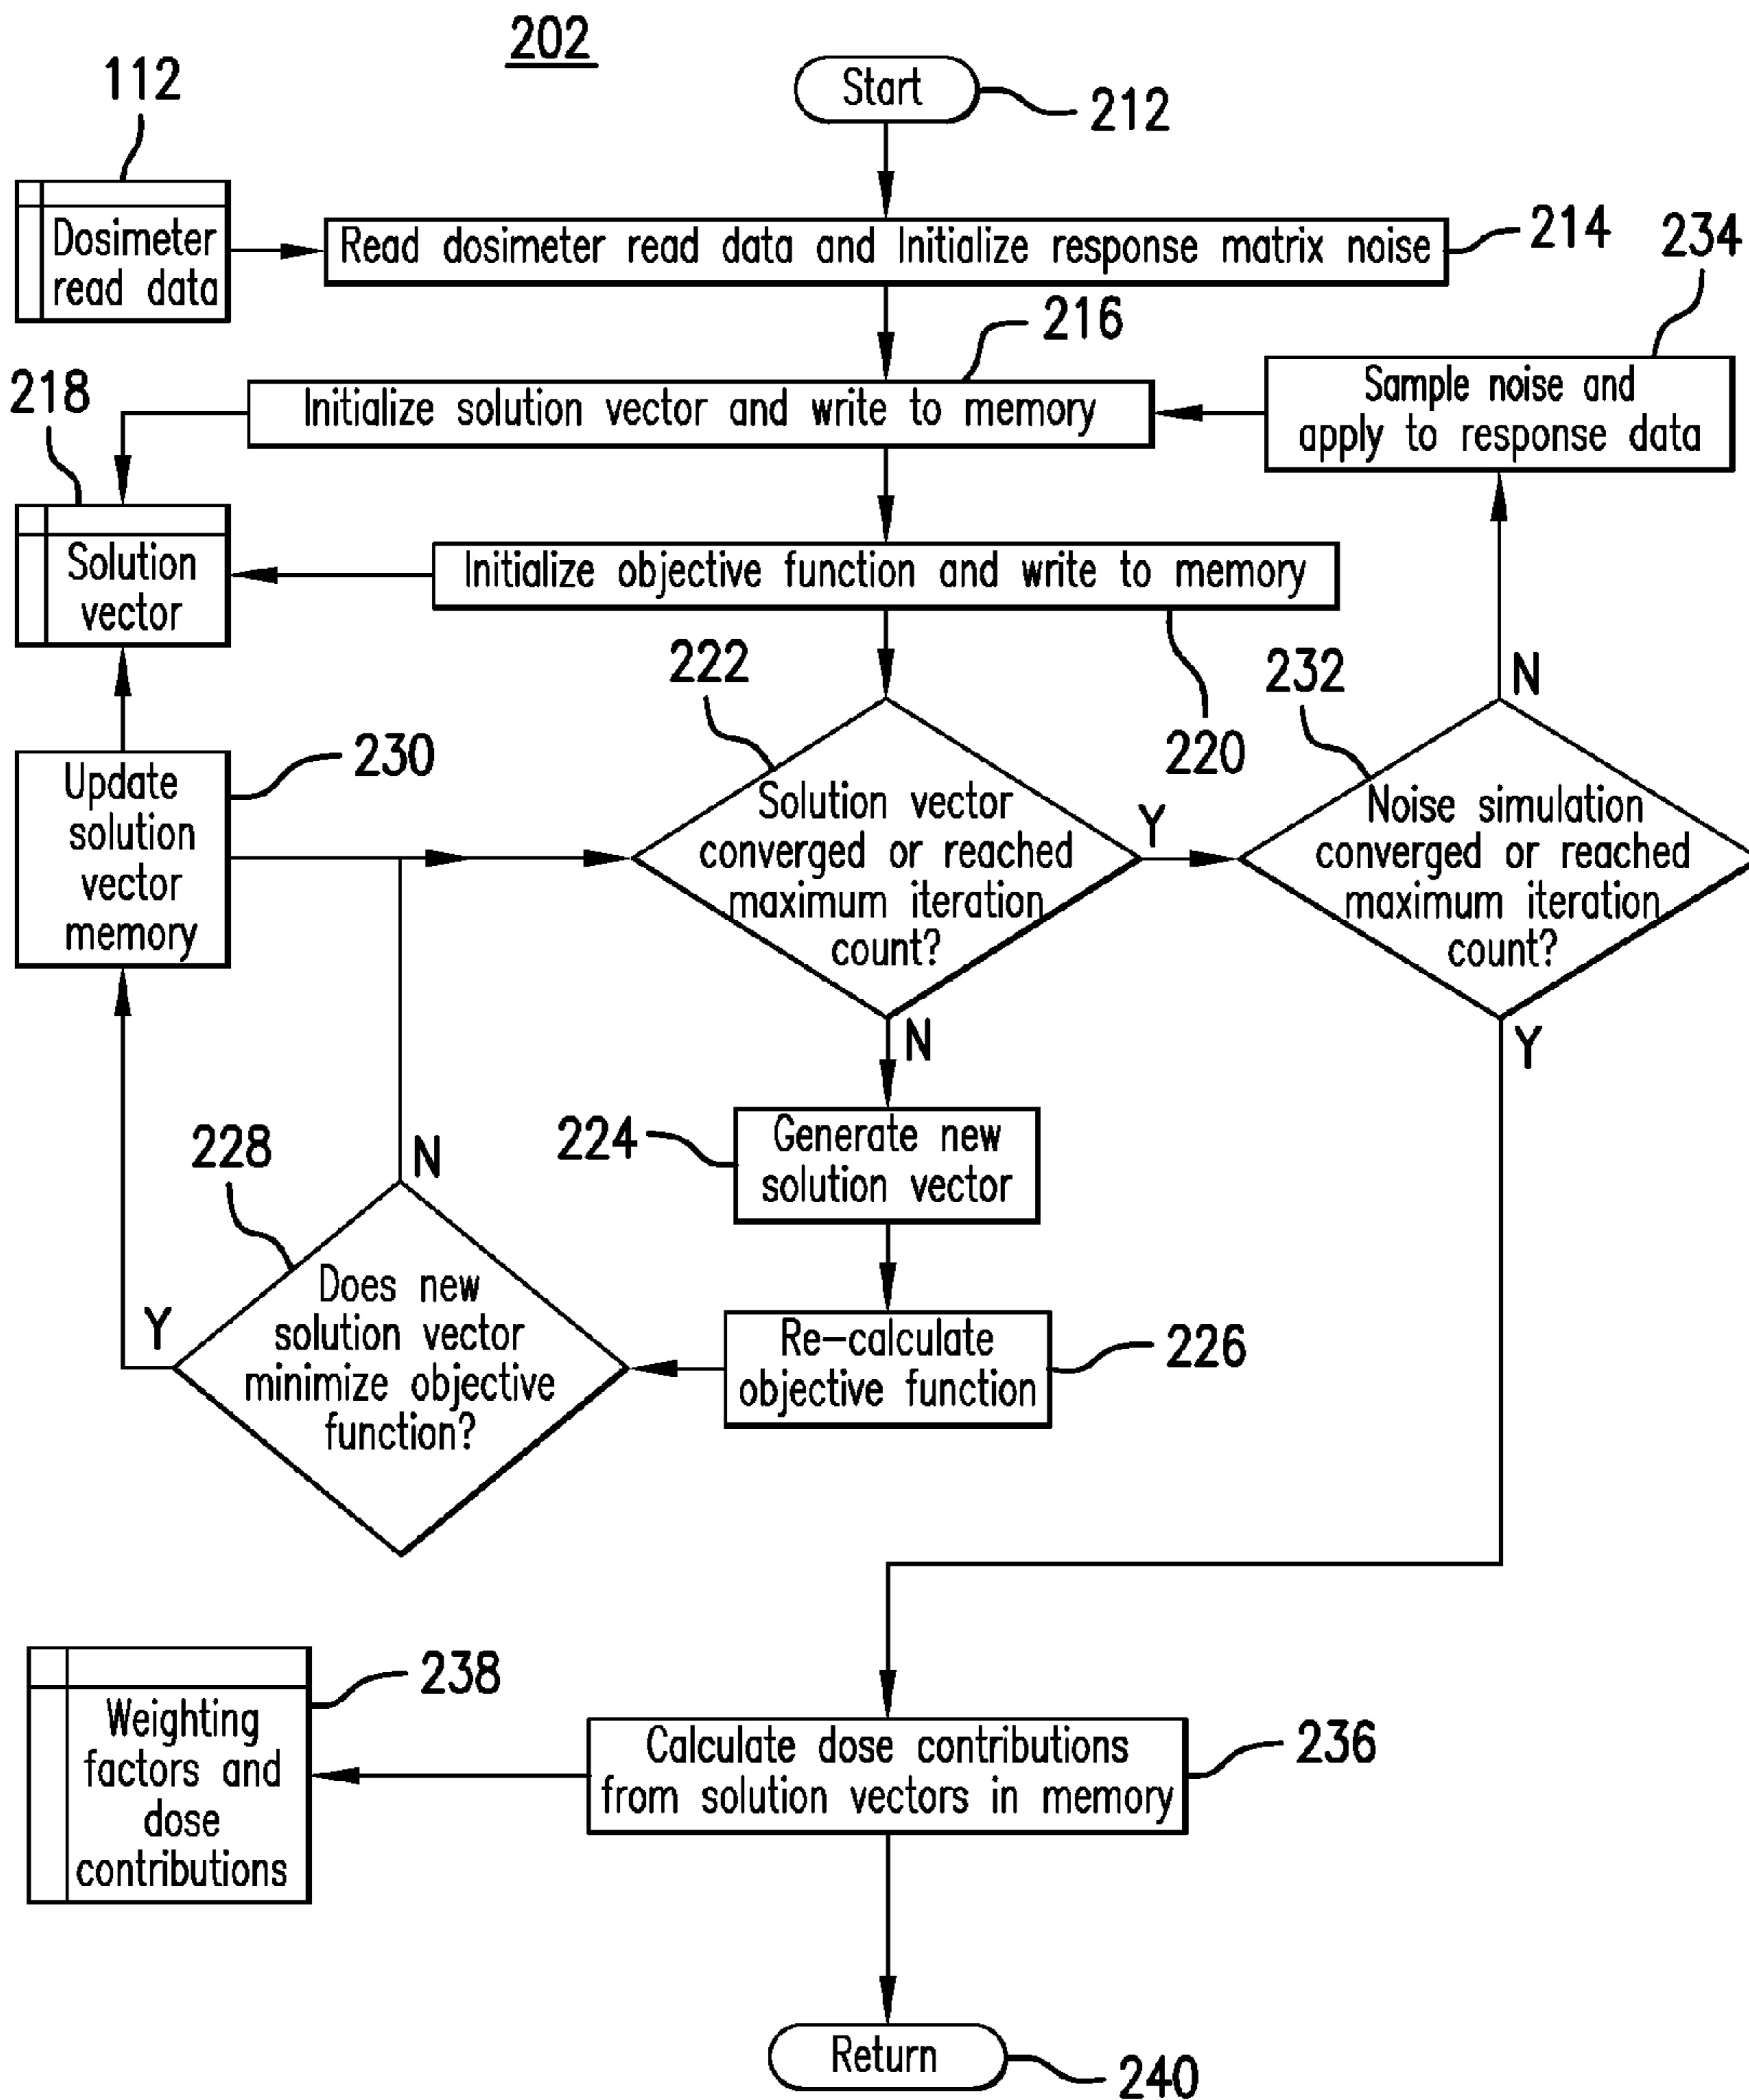 202
112
Start
212
Dosimeter
read data
Read dosimeter read data and Initialize response matrix noise
214
234
216
218
Initialize solution vector and write to memory
Sample noise and
apply to response data
Solution
vector
Initialize objective function and write to memory
222
232
N
220
230
Update
solution
vector
memory
Solution vector
converged or reached
maximum iteration
count?
Y
Noise simulation
converged or reached
maximum iteration
count?
N
Y
228
N
224
Generate new
solution vector
Does new
solution vector
minimize objective
function?
Y
Re-calculate
objective function
226
238
Weighting
factors and
dose
contributions
Calculate dose contributions
from solution vectors in memory
236
Return
240